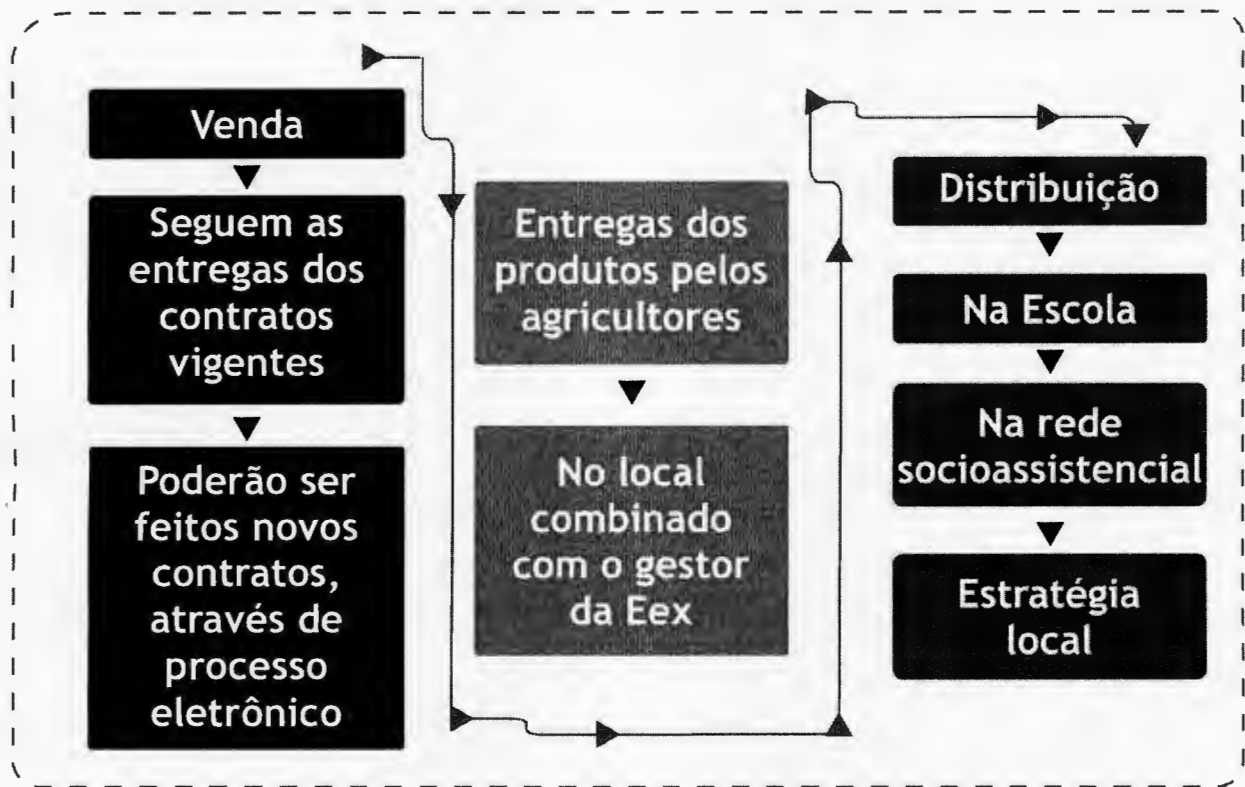 Venda
Seguem as
entregas dos
contratos
vigentes
Poderão ser
feitos novos
contratos,
através de
processo
eletrônico
Entregas dos
produtos pelos
agricultores
No local
combinado
com o gestor
da Eex
Distribuição
Na Escola
Na rede
socioassistencial
Estratégia
local